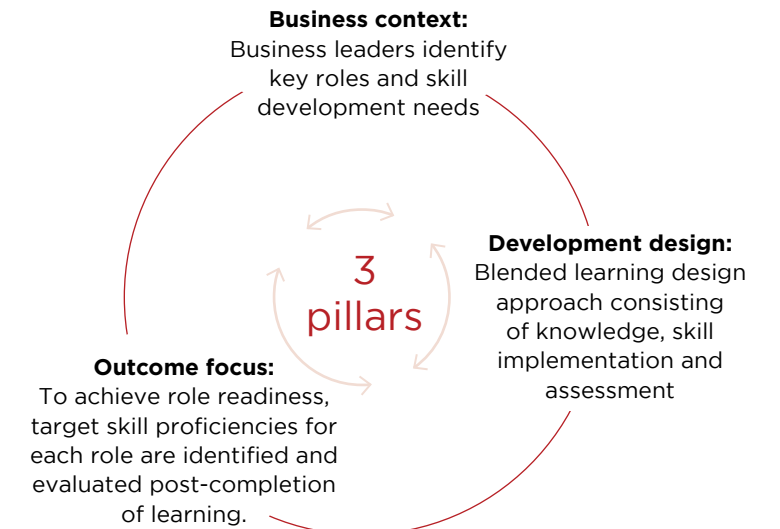 Business context:
Business leaders identify
key roles and skill
development needs
3
pillars
Development design:
Blended learning design
approach consisting
of knowledge, skill
implementation and
assessment
Outcome focus:
To achieve role readiness,
target skill proficiencies for
each role are identified and
evaluated post-completion
of learning.